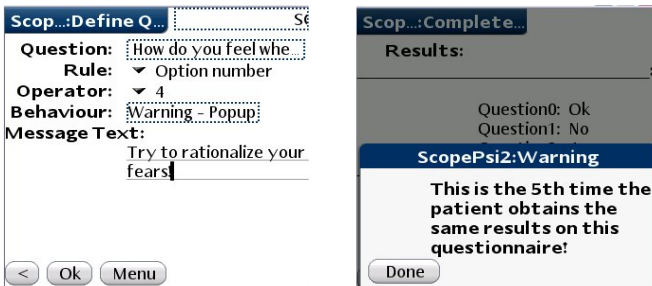 Scop...:Define Q...
Question: How do you feel whe...
Rule: Option number
Operator: 4
Behaviour: Warning - Popup
Message Text:
Try to rationalize your
fears!
< Ok Menu
Scop...:Complete...
Results:
Question0: Ok
Question1: No
ScopePsi2:Warning
This is the 5th time the
patient obtains the
same results on this
questionnaire!
Done